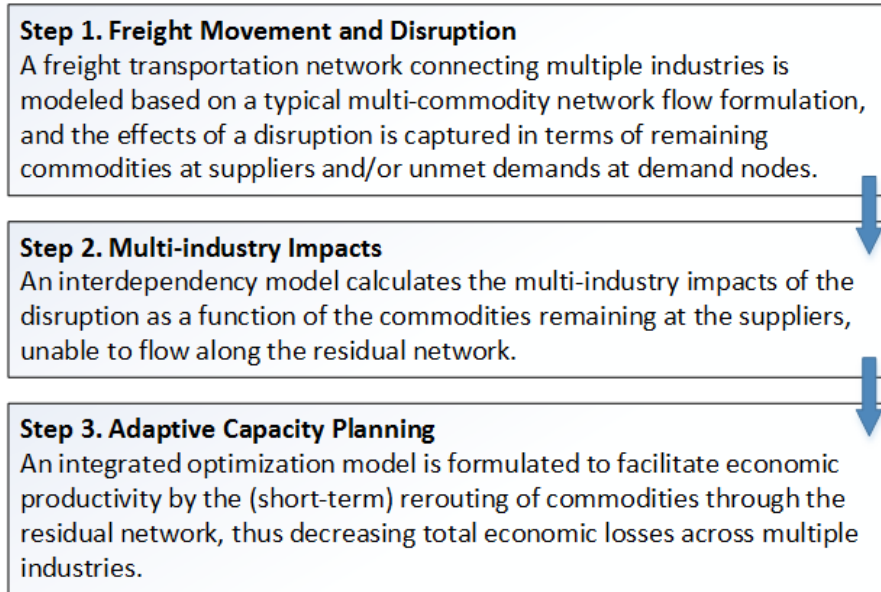 Step 1. Freight Movement and Disruption
A freight transportation network connecting multiple industries is
modeled based on a typical multi-commodity network flow formulation,
and the effects of a disruption is captured in terms of remaining
commodities at suppliers and/or unmet demands at demand nodes.
Step 2. Multi-industry Impacts
An interdependency model calculates the multi-industry impacts of the
disruption as a function of the commodities remaining at the suppliers,
unable to flow along the residual network.
Step 3. Adaptive Capacity Planning
An integrated optimization model is formulated to facilitate economic
productivity by the (short-term) rerouting of commodities through the
residual network, thus decreasing total economic losses across multiple
industries.